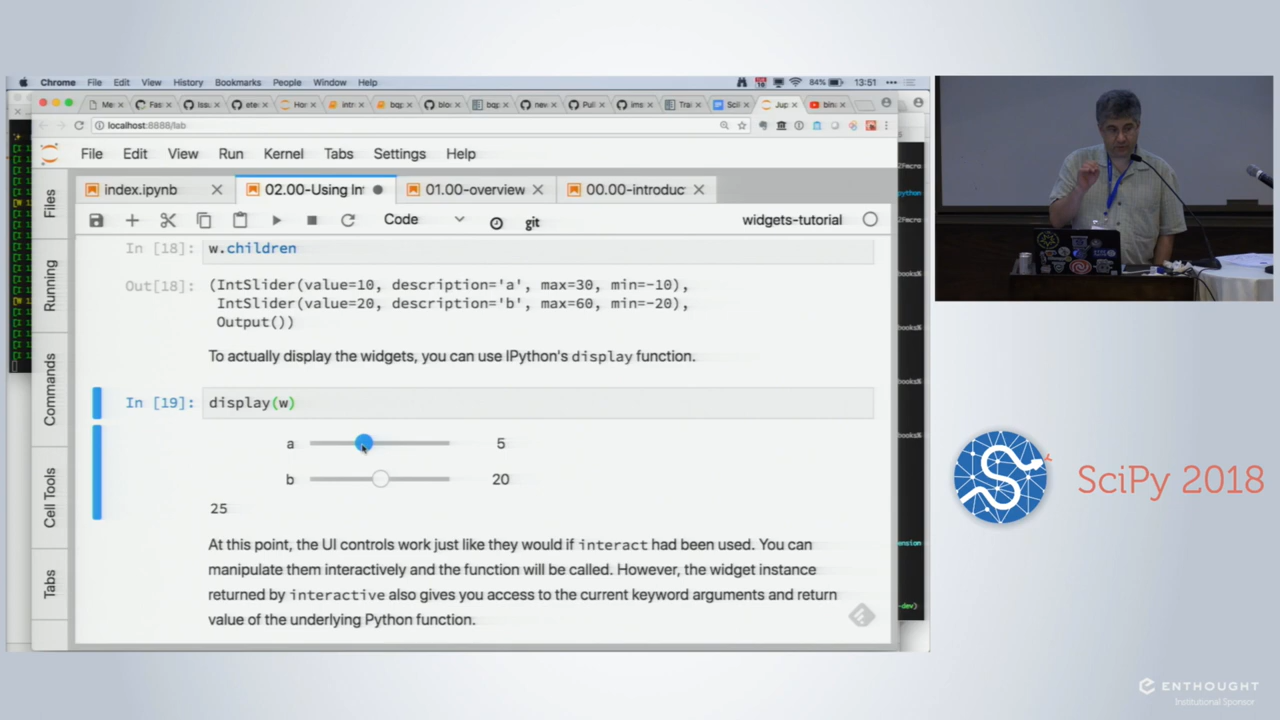 Chrome File Edit View History Bookmarks People Window Help 84% 13:51
localhost:8888/lab
File Edit View Run Kernel Tabs Settings Help
index.ipynb 02.00-Using Int 01.00-overview 00.00-introduc
Code git widgets-tutorial
Files
Running
Commands
Cell Tools
Tabs
In [18]: w.children
Out[18]: (IntSlider(value=10, description='a', max=30, min=-10),
IntSlider(value=20, description='b', max=60, min=-20),
Output())
To actually display the widgets, you can use IPython's display function.
In [19]: display(w)
a 5
b 20
25
At this point, the UI controls work just like they would if interact had been used. You can
manipulate them interactively and the function will be called. However, the widget instance
returned by interactive also gives you access to the current keyword arguments and return
value of the underlying Python function.
SciPy 2018
ENTHOUGHT
Institutional Sponsor